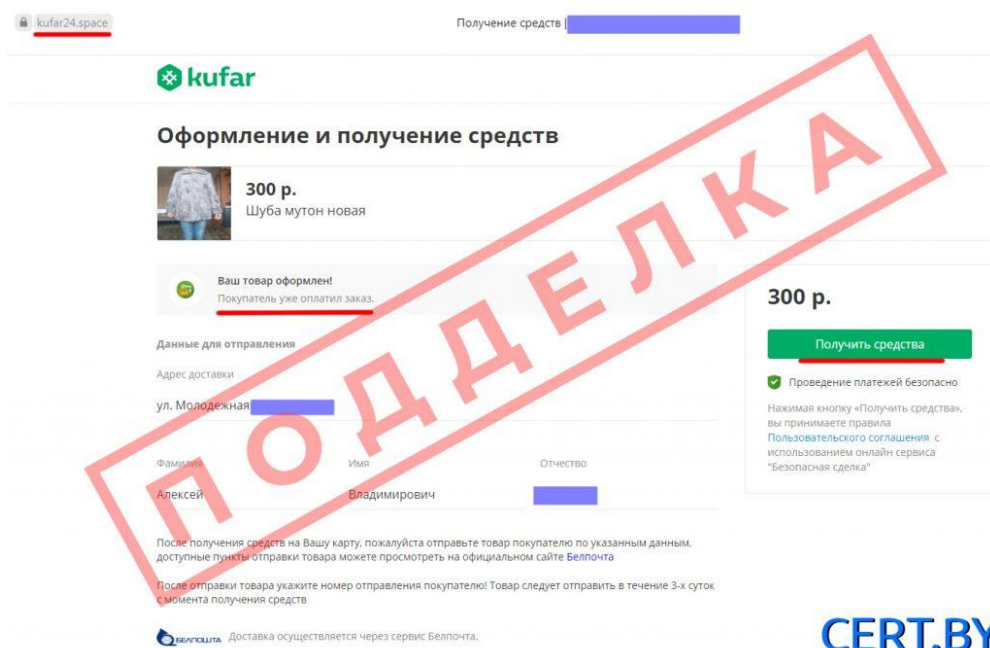 kufar24.space
Получение средств |
kufar
Оформление и получение средств
300 р.
Шуба мутон новая
Ваш товар оформлен!
Покупатель уже оплатил заказ.
Данные для отправления
Адрес доставки
ул. Молодежная
Фамилия Имя Отчество
Алексей Владимирович
После получения средств на Вашу карту, пожалуйста отправьте товар покупателю по указанным данным,
доступные пункты отправки товара можете просмотреть на официальном сайте Белпочта
После отправки товара укажите номер отправления покупателю! Товар следует отправить в течение 3-х суток
с момента получения средств
БЕЛПОШТА Доставка осуществляется через сервис Белпочта.
300 р.
Получить средства
Проведение платежей безопасно
Нажимая кнопку «Получить средства»,
вы принимаете правила
Пользовательского соглашения с
использованием онлайн сервиса
"Безопасная сделка"
ПОДДЕЛКА
CERT.BY